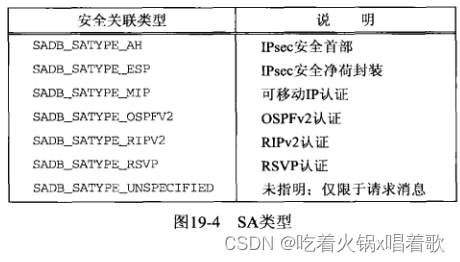 安全关联类型 说 明
SADB_SATYPE_AH IPsec安全首部
SADB_SATYPE_ESP IPsec安全净荷封装
SADB_SATYPE_MIP 可移动IP认证
SADB_SATYPE_OSPFV2 OSPFv2认证
SADB_SATYPE_RIPV2 RIPv2认证
SADB_SATYPE_RSVP RSVP认证
SADB_SATYPE_UNSPECIFIED 未指明；仅限于请求消息
图19-4 SA类型
CSDN @吃着火锅x唱着歌